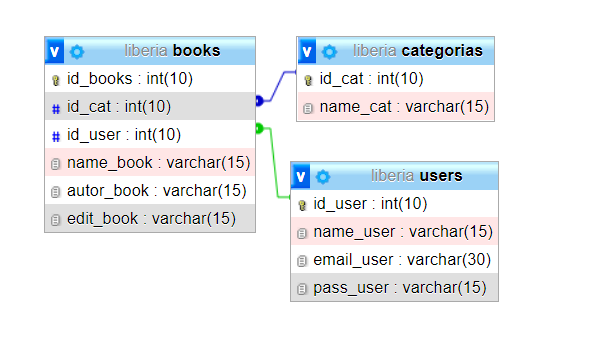 v liberia books
id_books : int(10)
# id_cat : int(10)
# id_user : int(10)
name_book : varchar(15)
autor_book : varchar(15)
edit_book : varchar(15)
v liberia categorias
id_cat : int(10)
name_cat : varchar(15)
v liberia users
id_user : int(10)
name_user : varchar(15)
email_user : varchar(30)
pass_user : varchar(15)